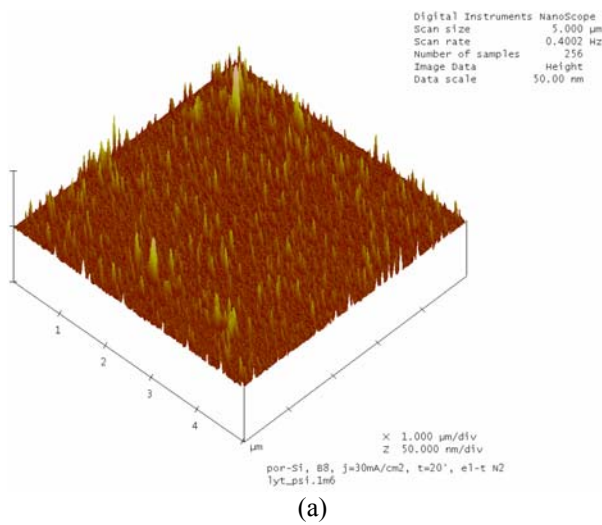 Digital Instruments NanoScope
Scan size 5.000 µm
Scan rate 0.4002 Hz
Number of samples 256
Image Data Height
Data scale 50.00 nm
1
2
3
4
µm
X 1.000 µm/div
Z 50.000 nm/div
por-Si, B8, j=30mA/cm2, t=20', el-t N2
lyt_psi.1m6
(a)